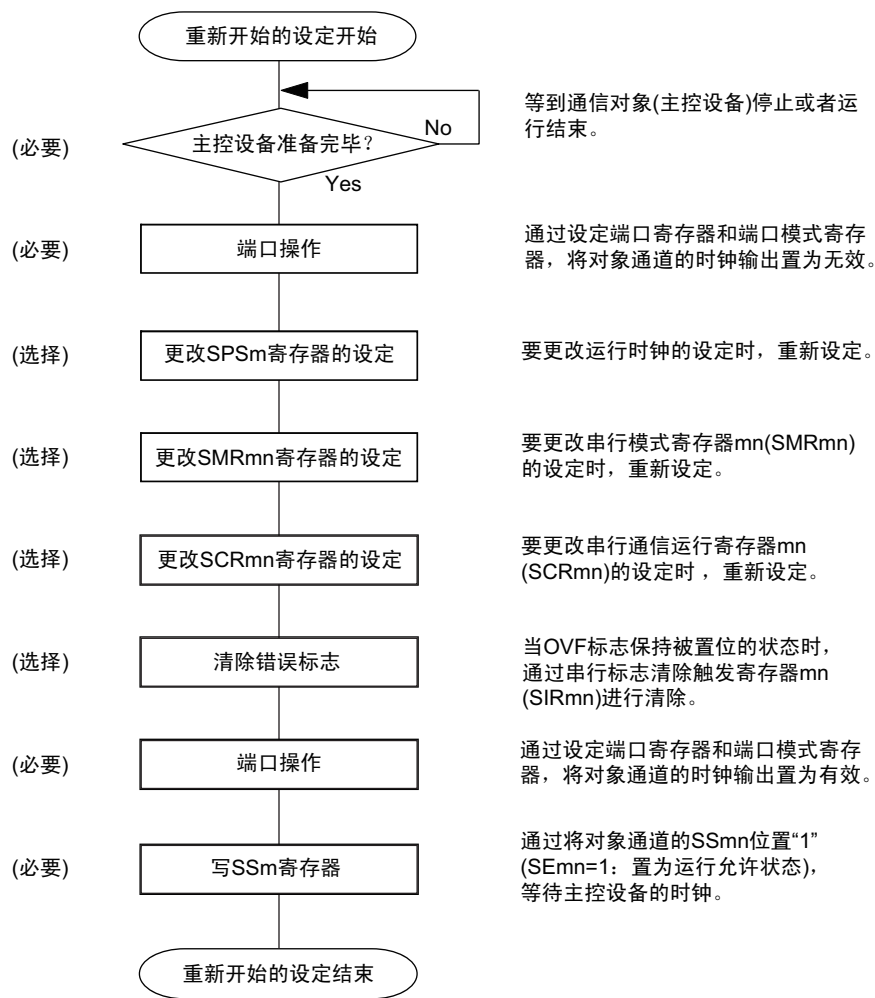 重新开始的设定开始
等到通信对象(主控设备)停止或者运
行结束。
(必要)
主控设备准备完毕？
No
Yes
(必要)
端口操作
通过设定端口寄存器和端口模式寄存
器，将对象通道的时钟输出置为无效。
(选择)
更改SPSm寄存器的设定
要更改运行时钟的设定时，重新设定。
(选择)
更改SMRmn寄存器的设定
要更改串行模式寄存器mn(SMRmn)
的设定时，重新设定。
(选择)
更改SCRmn寄存器的设定
要更改串行通信运行寄存器mn
(SCRmn)的设定时，重新设定。
(选择)
清除错误标志
当OVF标志保持被置位的状态时，
通过串行标志清除触发寄存器mn
(SIRmn)进行清除。
(必要)
端口操作
通过设定端口寄存器和端口模式寄存
器，将对象通道的时钟输出置为有效。
(必要)
写SSm寄存器
通过将对象通道的SSmn位置“1”
(SEmn=1：置为运行允许状态)，
等待主控设备的时钟。
重新开始的设定结束